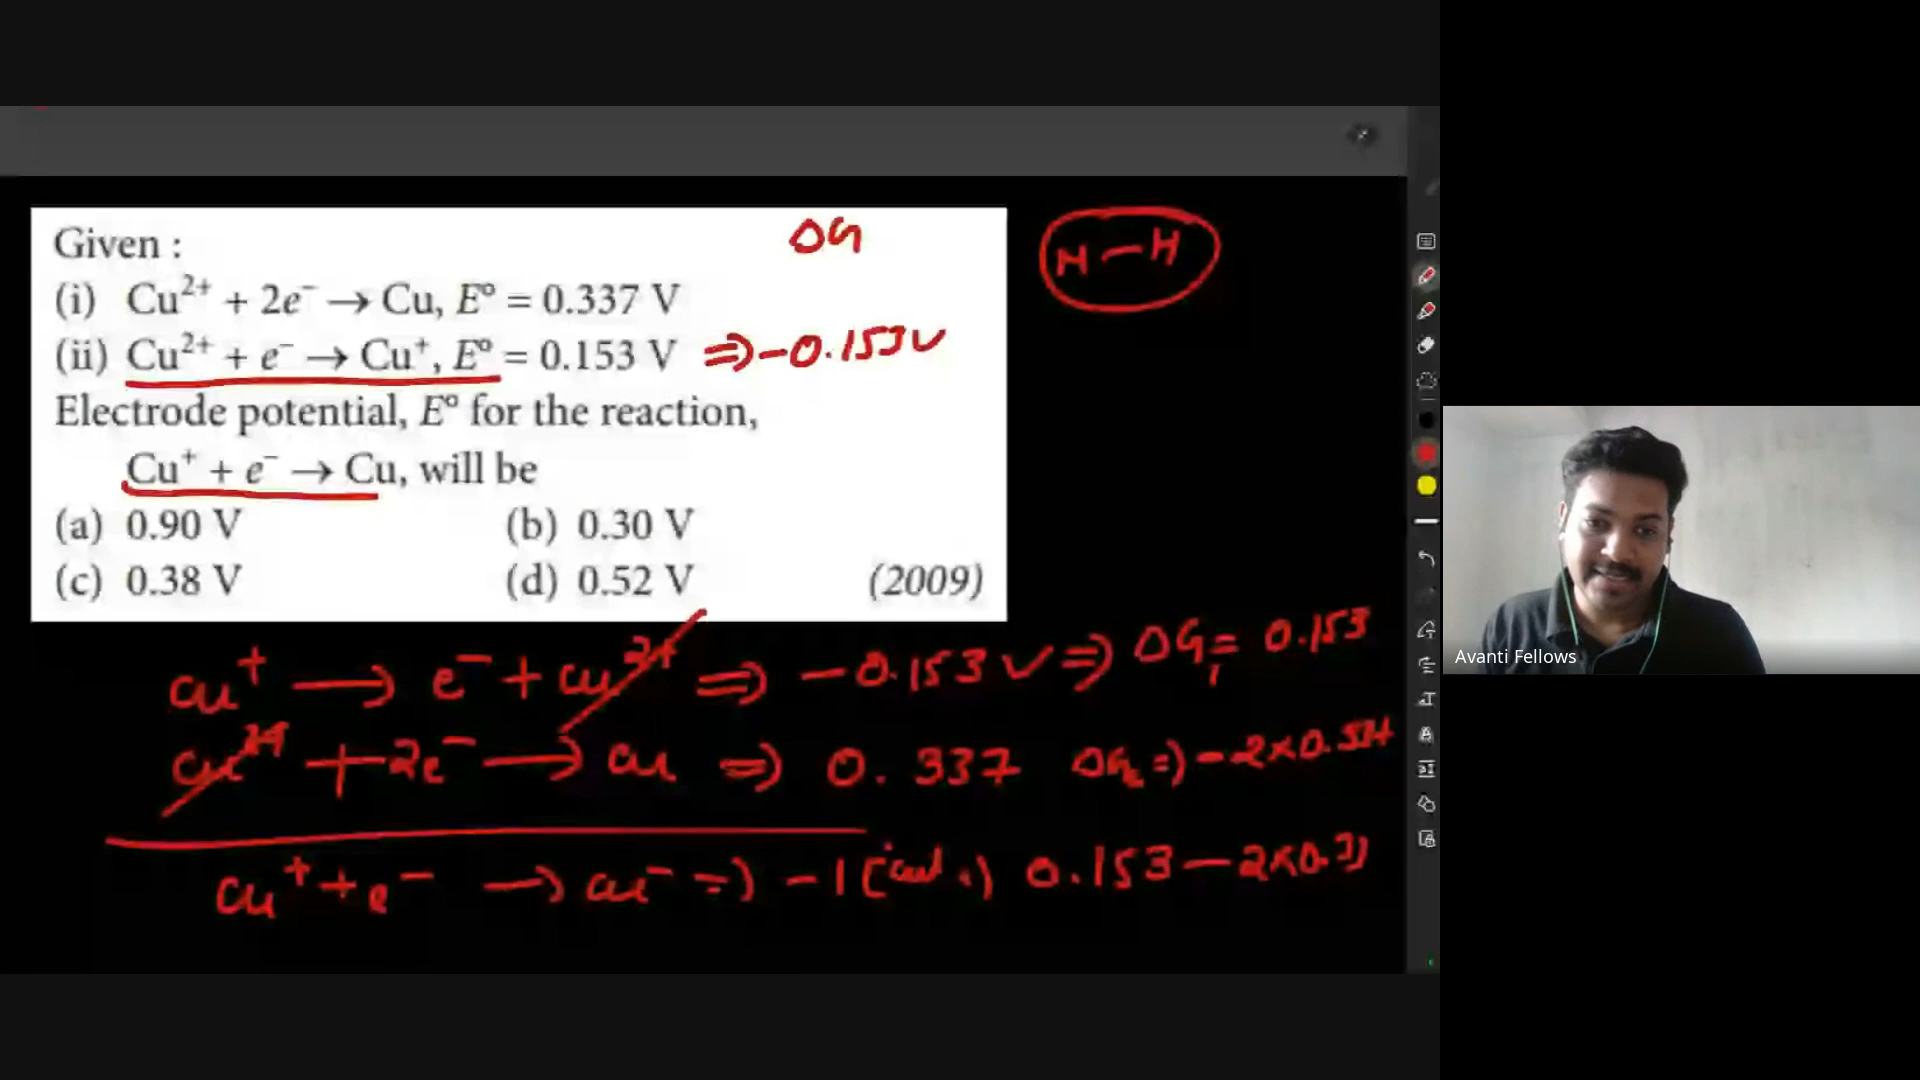 Given :
(i) Cu²⁺ + 2e⁻ → Cu, E° = 0.337 V
(ii) Cu²⁺ + e⁻ → Cu⁺, E° = 0.153 V ⇒ -0.153V
Electrode potential, E° for the reaction,
Cu⁺ + e⁻ → Cu, will be
(a) 0.90 V (b) 0.30 V
(c) 0.38 V (d) 0.52 V (2009)
ΔG
H—H
Cu⁺ → e⁻ + Cu²⁺ ⇒ -0.153 V ⇒ ΔG₁ = 0.153
Cu²⁺ + 2e⁻ → Cu ⇒ 0.337 ΔG₂ ⇒ -2×0.337
Cu⁺ + e⁻ → Cu⁻ ⇒ -1 0.153 - 2×0.33
Avanti Fellows